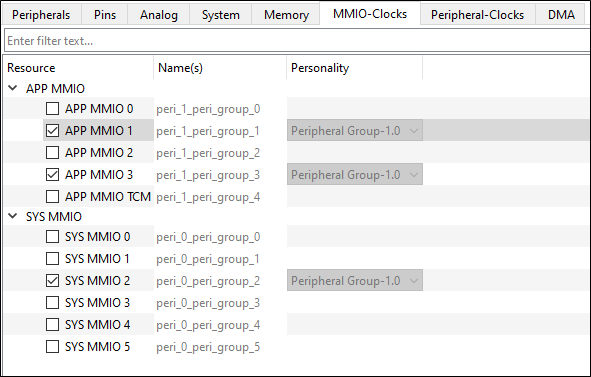 Peripherals Pins Analog System Memory MMIO-Clocks Peripheral-Clocks DMA
Enter filter text...
Resource Name(s) Personality
APP MMIO
APP MMIO 0 peri_1_peri_group_0
APP MMIO 1 peri_1_peri_group_1 Peripheral Group-1.0
APP MMIO 2 peri_1_peri_group_2
APP MMIO 3 peri_1_peri_group_3 Peripheral Group-1.0
APP MMIO TCM peri_1_peri_group_4
SYS MMIO
SYS MMIO 0 peri_0_peri_group_0
SYS MMIO 1 peri_0_peri_group_1
SYS MMIO 2 peri_0_peri_group_2 Peripheral Group-1.0
SYS MMIO 3 peri_0_peri_group_3
SYS MMIO 4 peri_0_peri_group_4
SYS MMIO 5 peri_0_peri_group_5